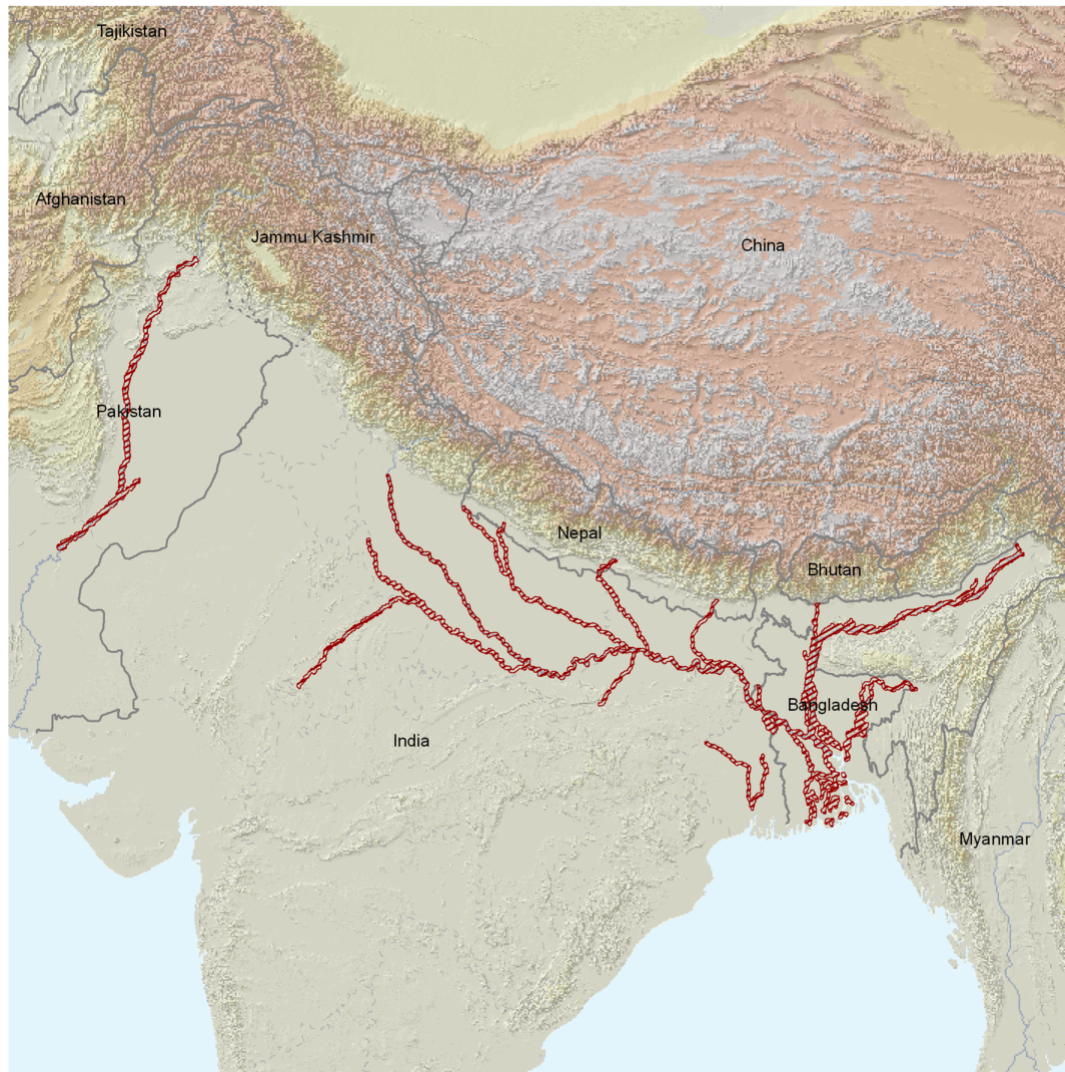 Tajikistan
Afghanistan
Jammu Kashmir
China
Pakistan
Nepal
Bhutan
Bangladesh
India
Myanmar